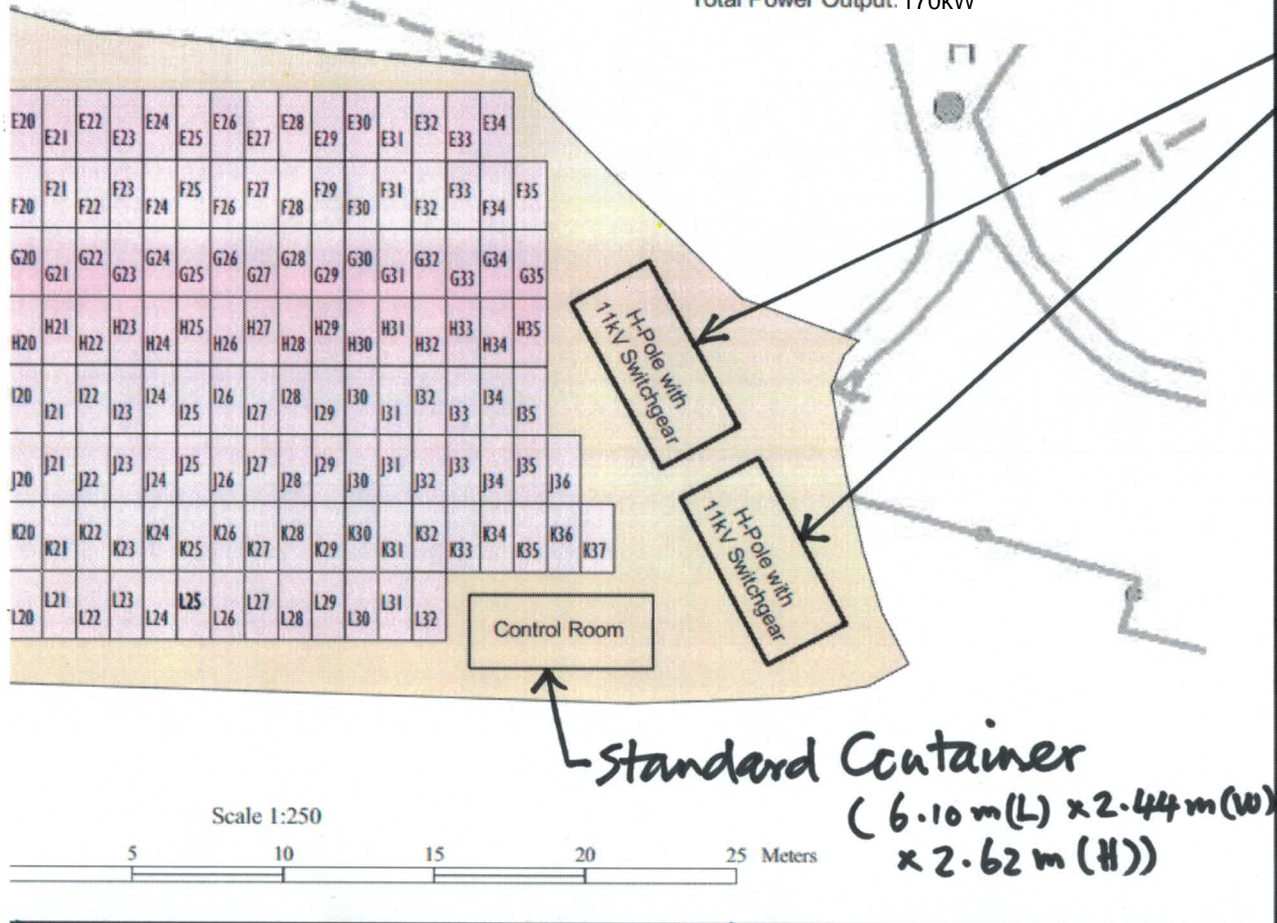 Total Power Output: 170kW
H
E20 E21 E22 E23 E24 E25 E26 E27 E28 E29 E30 E31 E32 E33 E34
F20 F21 F22 F23 F24 F25 F26 F27 F28 F29 F30 F31 F32 F33 F34 F35
G20 G21 G22 G23 G24 G25 G26 G27 G28 G29 G30 G31 G32 G33 G34 G35
H20 H21 H22 H23 H24 H25 H26 H27 H28 H29 H30 H31 H32 H33 H34 H35
I20 I21 I22 I23 I24 I25 I26 I27 I28 I29 I30 I31 I32 I33 I34 I35
J20 J21 J22 J23 J24 J25 J26 J27 J28 J29 J30 J31 J32 J33 J34 J35 J36
K20 K21 K22 K23 K24 K25 K26 K27 K28 K29 K30 K31 K32 K33 K34 K35 K36 K37
L20 L21 L22 L23 L24 L25 L26 L27 L28 L29 L30 L31 L32
H-Pole with
11kV Switchgear
H-Pole with
11kV Switchgear
Control Room
Standard Container
(6.10m(L) x 2.44m(W)
x 2.62m(H))
Scale 1:250
5 10 15 20 25 Meters